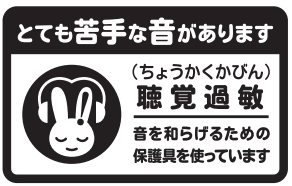 とても苦手な音があります
（ちょうかくかびん）
聴覚過敏
音を和らげるための
保護具を使っています